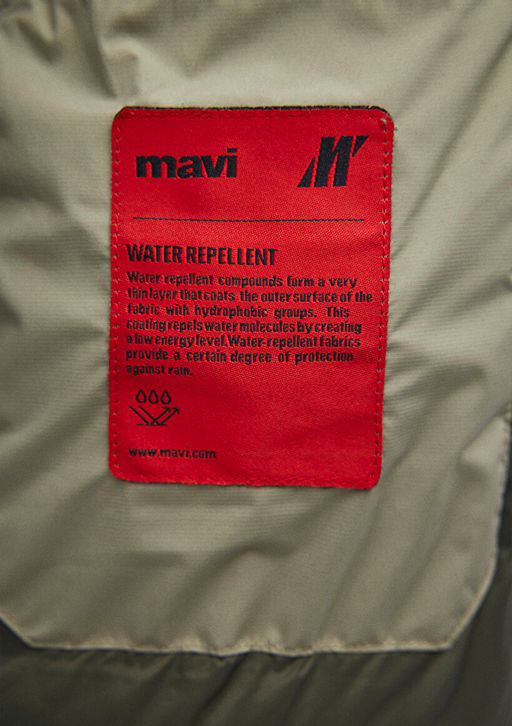 mavi
WATER REPELLENT
Water repellent compounds form a very
thin layer that coats the outer surface of the
fabric with hydrophobic groups. This
coating repels water molecules by creating
a low energy level.Water-repellent fabrics
provide a certain degree of protection
against rain.
www.mavi.com